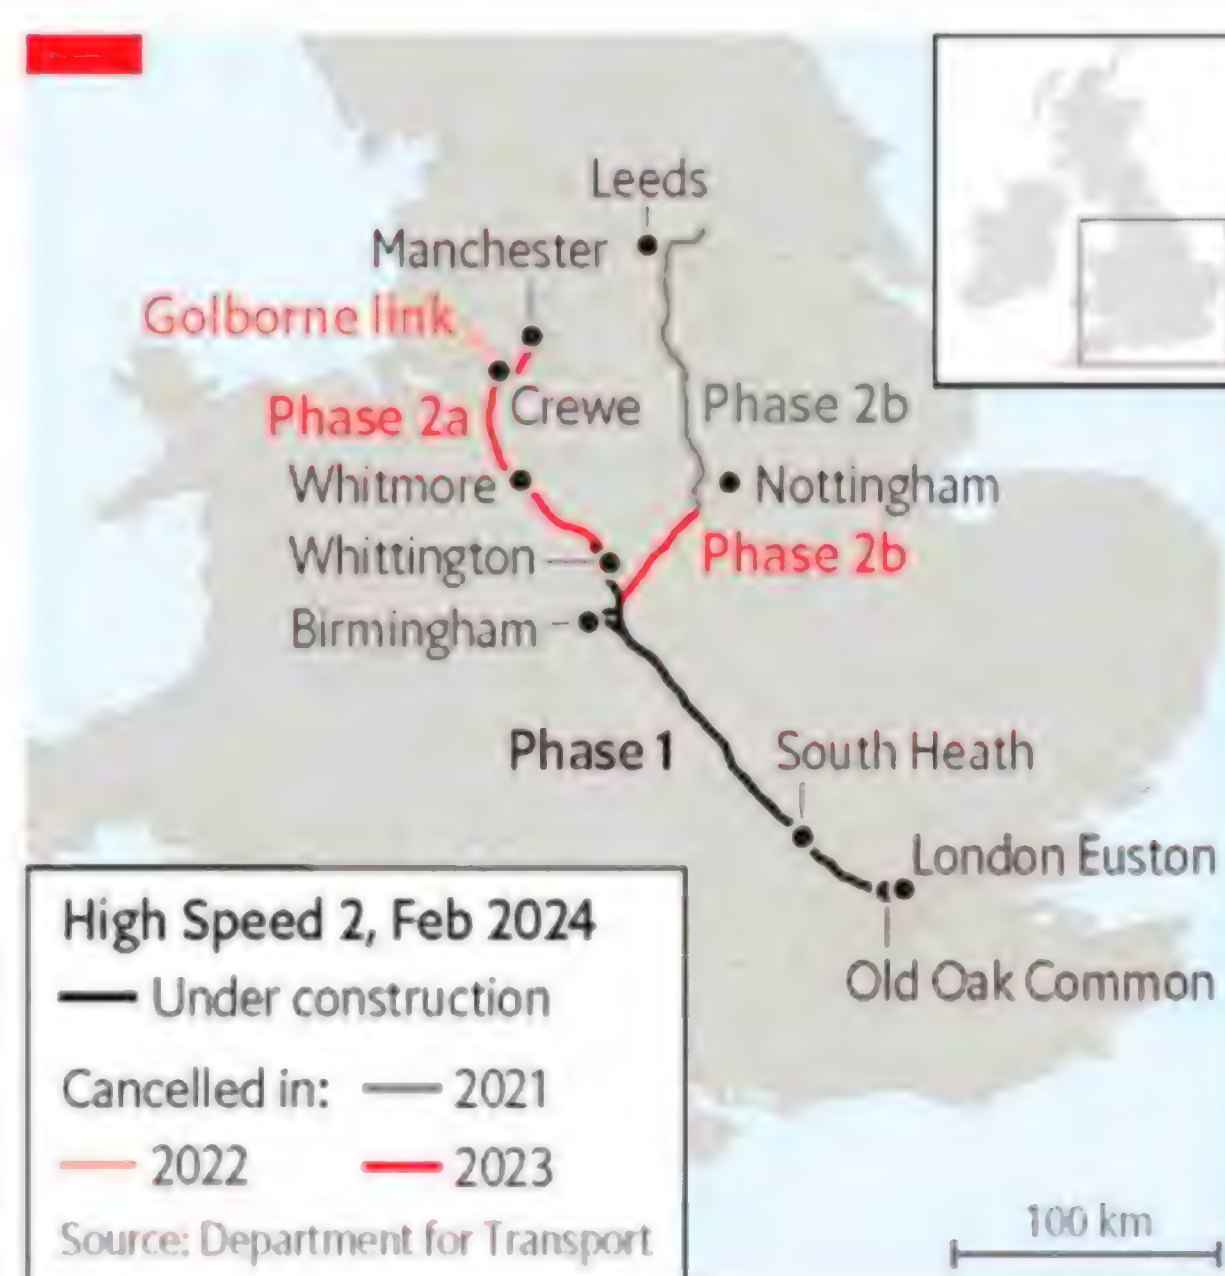 Leeds
Manchester
Golborne link
Phase 2a
Crewe
Phase 2b
Whitmore
Nottingham
Whittington
Phase 2b
Birmingham
Phase 1
South Heath
London Euston
Old Oak Common
High Speed 2, Feb 2024
Under construction
Cancelled in: 2021
2022 2023
Source: Department for Transport
100 km